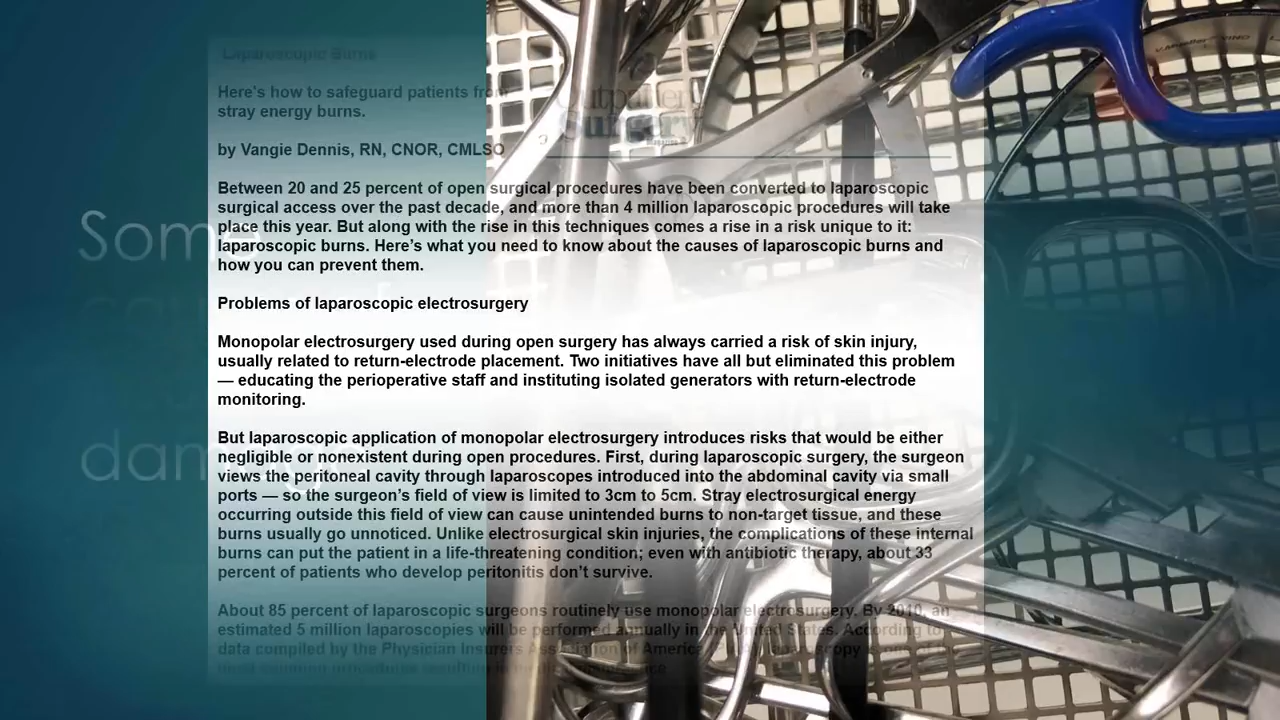 Laparoscopic Burns
Here's how to safeguard patients from
stray energy burns.
Outpatient
Surgery
by Vangie Dennis, RN, CNOR, CMLSO
Between 20 and 25 percent of open surgical procedures have been converted to laparoscopic
surgical access over the past decade, and more than 4 million laparoscopic procedures will take
place this year. But along with the rise in this techniques comes a rise in a risk unique to it:
laparoscopic burns. Here's what you need to know about the causes of laparoscopic burns and
how you can prevent them.
Problems of laparoscopic electrosurgery
Monopolar electrosurgery used during open surgery has always carried a risk of skin injury,
usually related to return-electrode placement. Two initiatives have all but eliminated this problem
— educating the perioperative staff and instituting isolated generators with return-electrode
monitoring.
But laparoscopic application of monopolar electrosurgery introduces risks that would be either
negligible or nonexistent during open procedures. First, during laparoscopic surgery, the surgeon
views the peritoneal cavity through laparoscopes introduced into the abdominal cavity via small
ports — so the surgeon's field of view is limited to 3cm to 5cm. Stray electrosurgical energy
occurring outside this field of view can cause unintended burns to non-target tissue, and these
burns usually go unnoticed. Unlike electrosurgical skin injuries, the complications of these internal
burns can put the patient in a life-threatening condition; even with antibiotic therapy, about 33
percent of patients who develop peritonitis don't survive.
About 85 percent of laparoscopic surgeons routinely use monopolar electrosurgery. By 2010, an
estimated 5 million laparoscopies will be performed annually in the United States. According to
data compiled by the Physician Insurers Association of America laparoscopy is one of the
Some